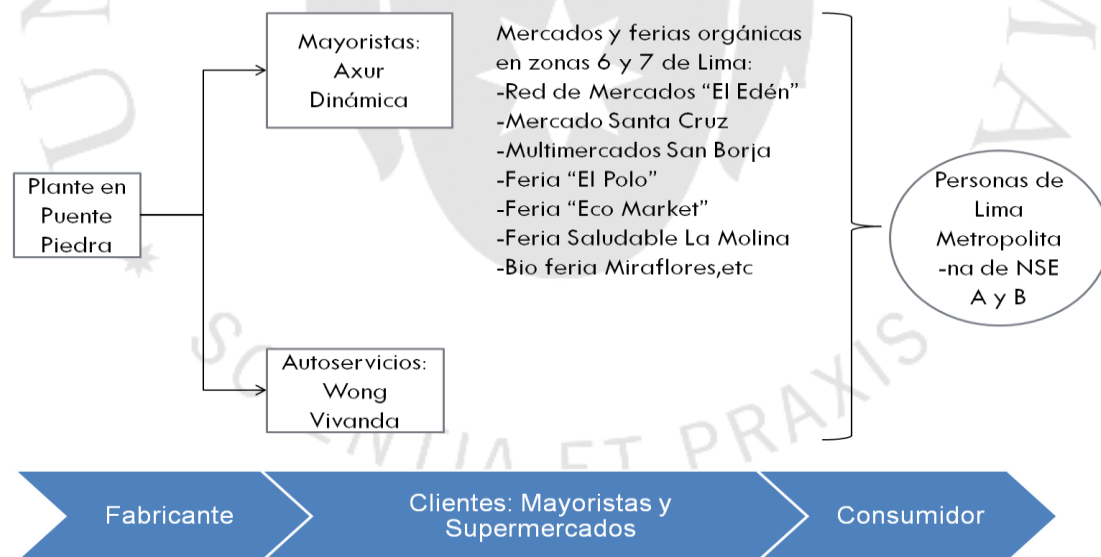 Mayoristas:
Axur
Dinámica
Mercados y ferias orgánicas
en zonas 6 y 7 de Lima:
-Red de Mercados “El Edén”
-Mercado Santa Cruz
-Multimercados San Borja
-Feria “El Polo”
-Feria “Eco Market”
-Feria Saludable La Molina
-Bio feria Miraflores,etc
Plante en
Puente
Piedra
Personas de
Lima
Metropolita
-na de NSE
A y B
Autoservicios:
Wong
Vivanda
ET PRAXIS
Fabricante
Clientes: Mayoristas y
Supermercados
Consumidor